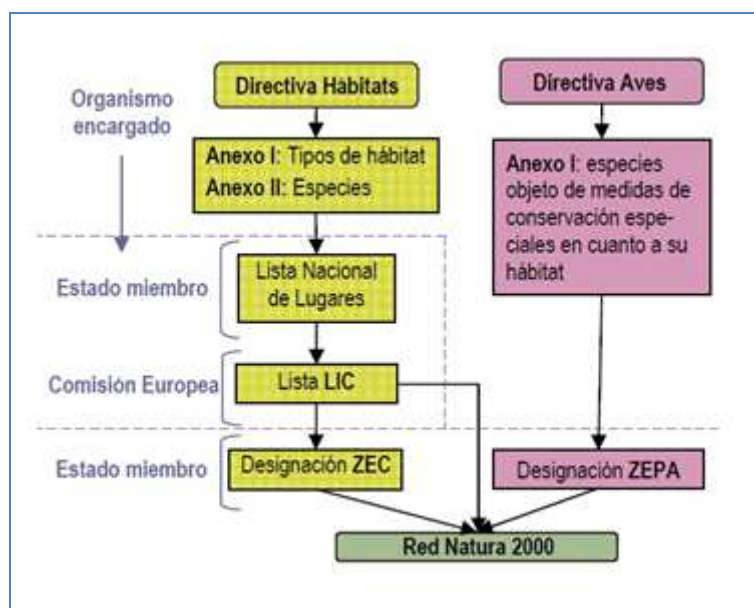 Organismo
encargado
Directiva Hábitats
Directiva Aves
Anexo I: Tipos de hábitat
Anexo II: Especies
Anexo I: especies
objeto de medidas de
conservación espe-
ciales en cuanto a su
hábitat
Estado miembro
Lista Nacional
de Lugares
Comisión Europea
Lista LIC
Estado miembro
Designación ZEC
Designación ZEPA
Red Natura 2000